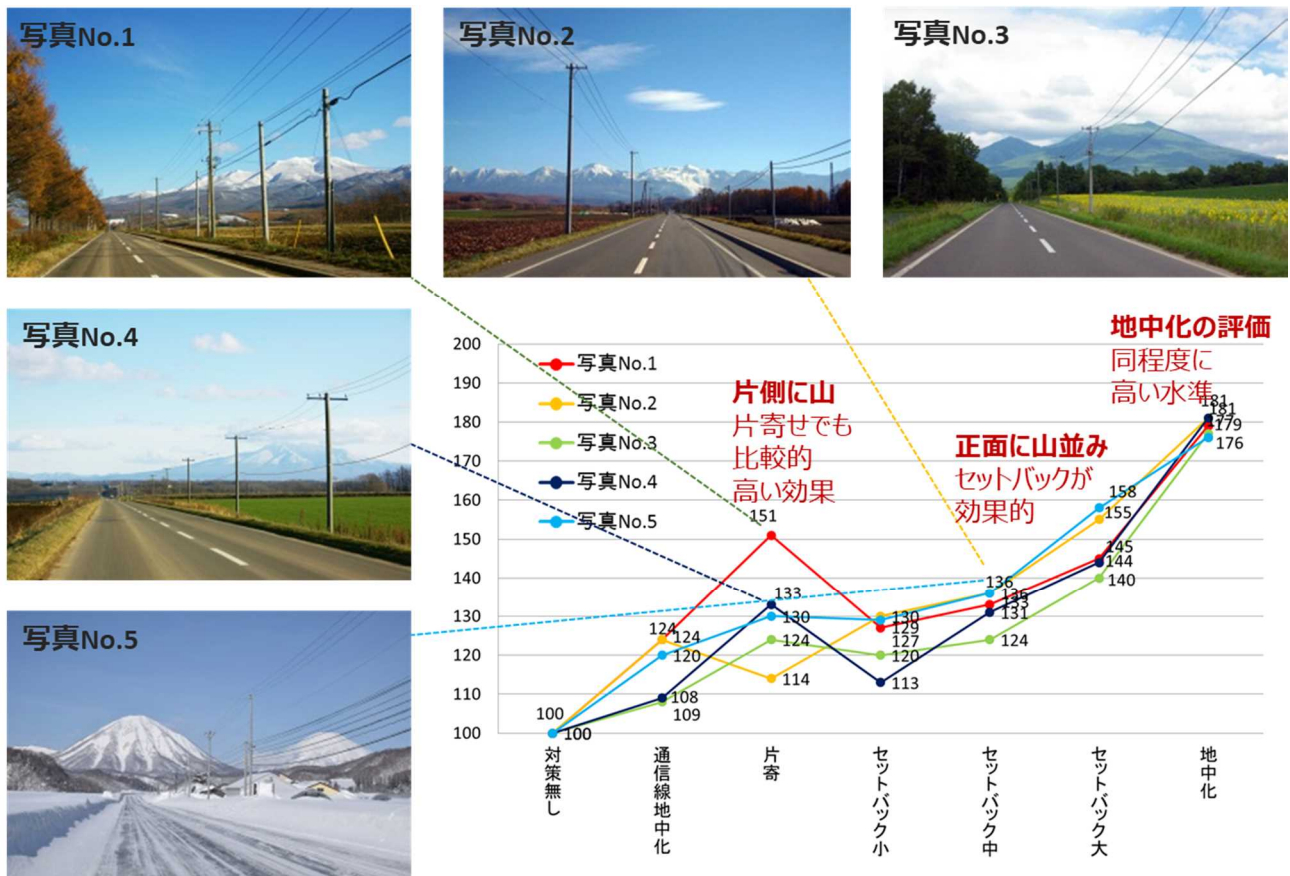 写真No.1
写真No.2
写真No.3
写真No.4
写真No.5
200
190
180
170
160
150
140
130
120
110
100
写真No.1
写真No.2
写真No.3
写真No.4
写真No.5
片側に山
片寄せでも
比較的
高い効果
正面に山並み
セットバックが
効果的
地中化の評価
同程度に
高い水準
100
100
124
124
120
108
109
151
133
130
124
114
130
129
127
120
113
136
136
133
131
124
158
155
145
144
140
181
181
179
176
対策無し
通信線地中化
片寄
セットバック小
セットバック中
セットバック大
地中化